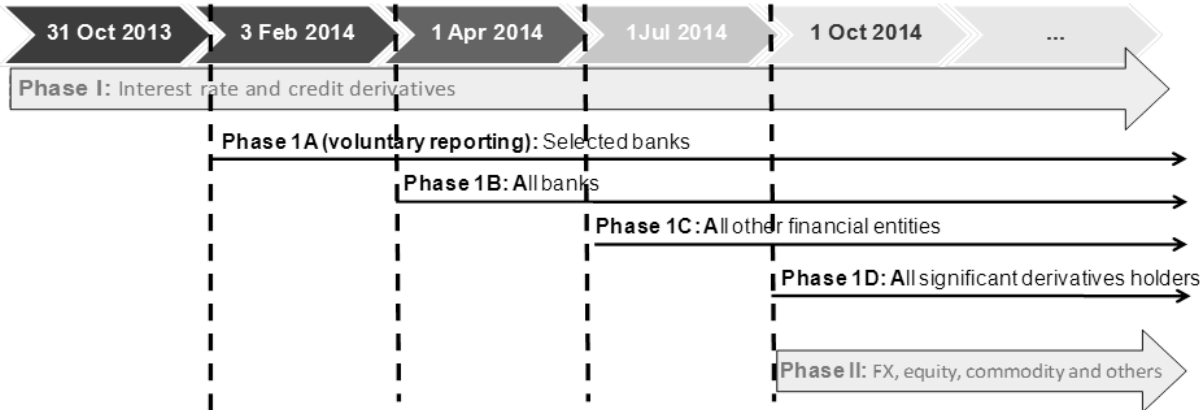 31 Oct 2013 3 Feb 2014 1 Apr 2014 1Jul 2014 1 Oct 2014 ...
Phase I: Interest rate and credit derivatives
Phase 1A (voluntary reporting): Selected banks
Phase 1B: All banks
Phase 1C: All other financial entities
Phase 1D: All significant derivatives holders
Phase II: FX, equity, commodity and others